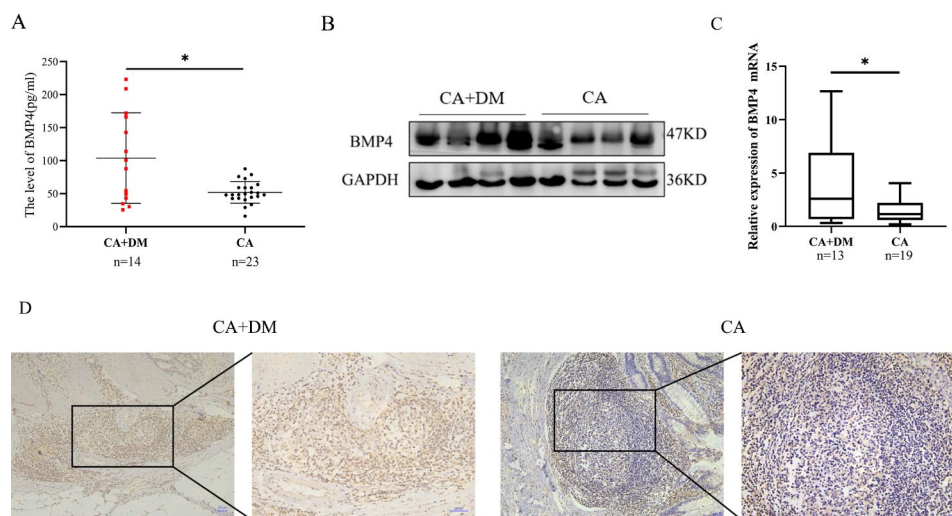 A
The level of BMP4(pg/ml)
250
200
150
100
50
0
*
CA+DM
CA
n=14
n=23
B
CA+DM
CA
BMP4
47KD
GAPDH
36KD
C
Relative expression of BMP4 mRNA
15
10
5
0
*
CA+DM
CA
n=13
n=19
D
CA+DM
CA